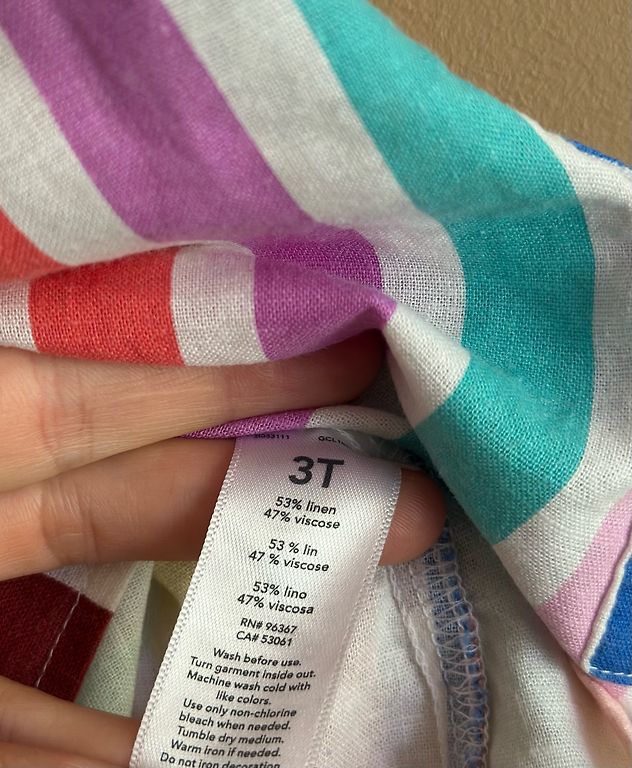 3T
53% linen
47% viscose
53 % lin
47 % viscose
53% lino
47% viscosa
RN# 96367
CA# 53061
Wash before use.
Turn garment inside out.
Machine wash cold with
like colors.
Use only non-chlorine
bleach when needed.
Tumble dry medium.
Warm iron if needed.
Do not iron decoration.